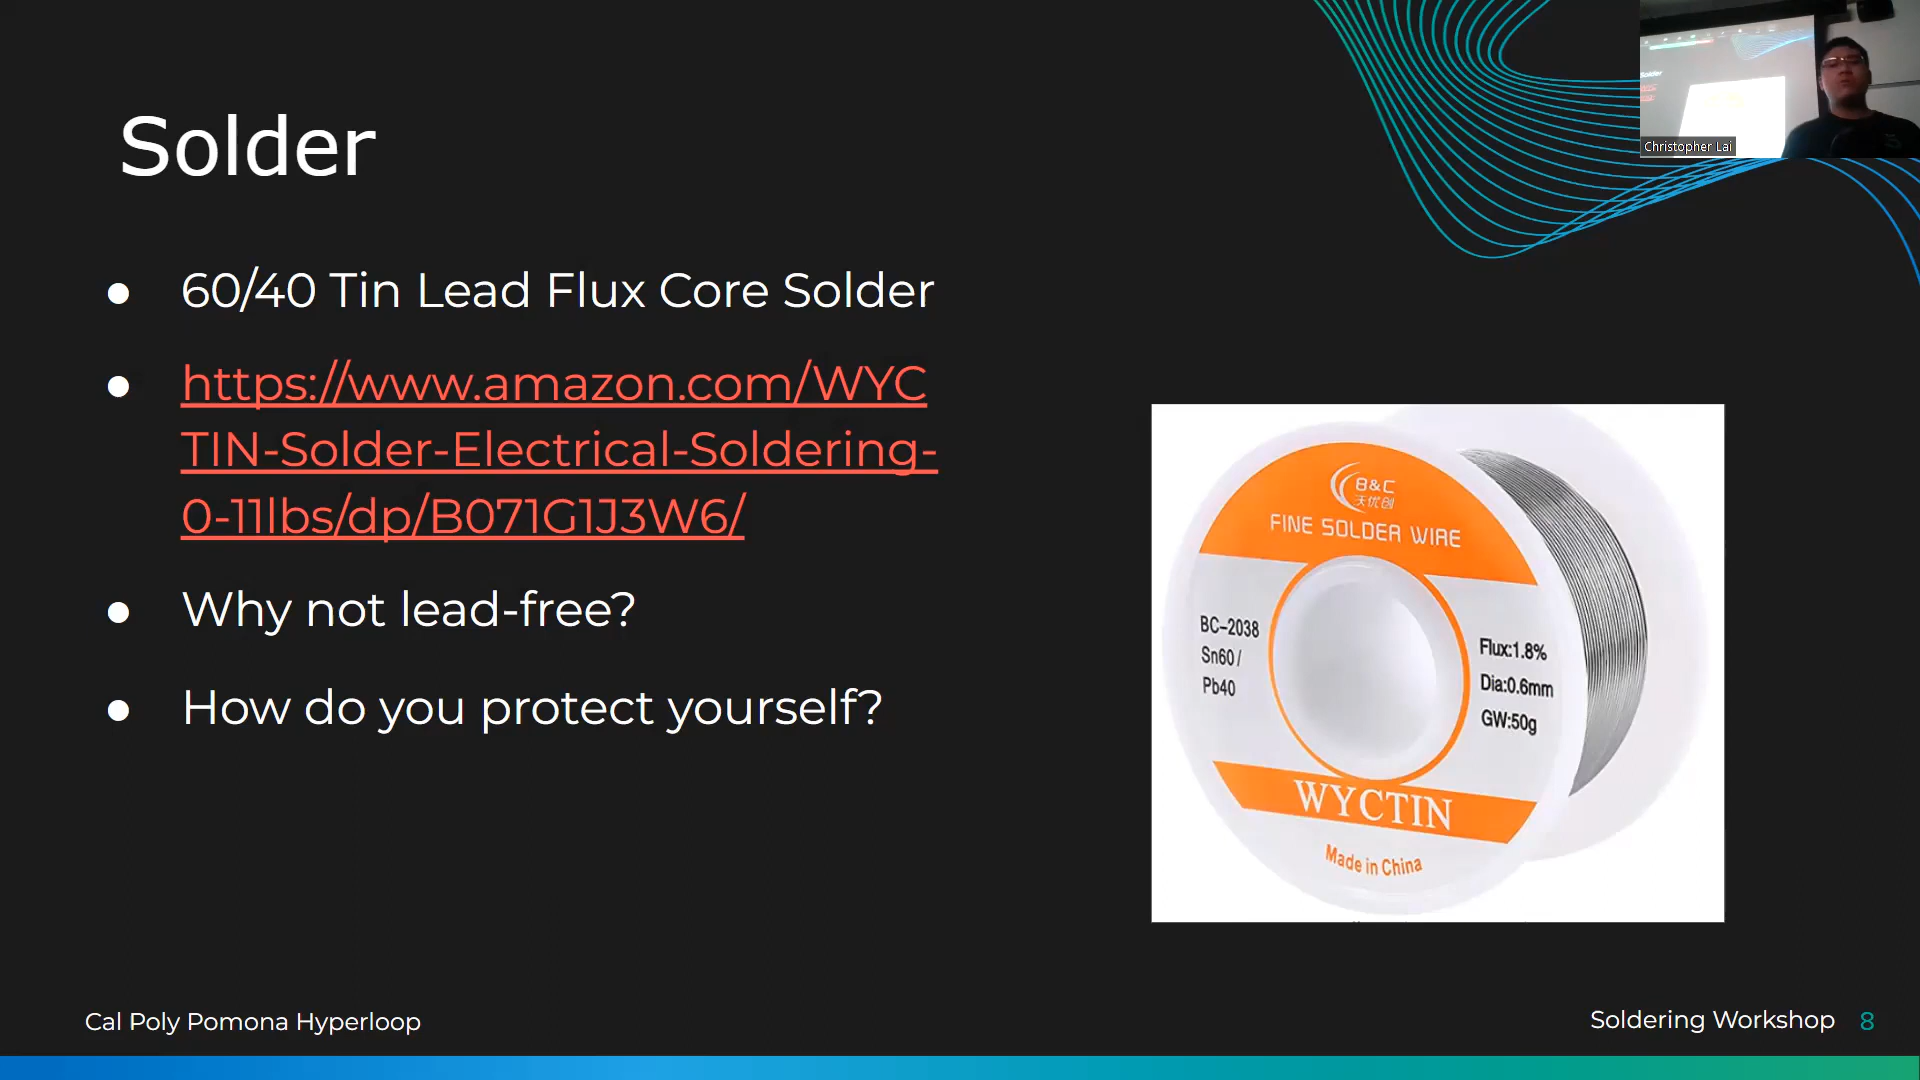 Solder
Christopher Lai
● 60/40 Tin Lead Flux Core Solder
● https://www.amazon.com/WYC
TIN-Solder-Electrical-Soldering-
0-11lbs/dp/B071G1J3W6/
● Why not lead-free?
● How do you protect yourself?
B&C
天优创
FINE SOLDER WIRE
BC-2038
Sn60/
Pb40
Flux:1.8%
Dia:0.6mm
GW:50g
WYCTIN
Made in China
Cal Poly Pomona Hyperloop
Soldering Workshop 8